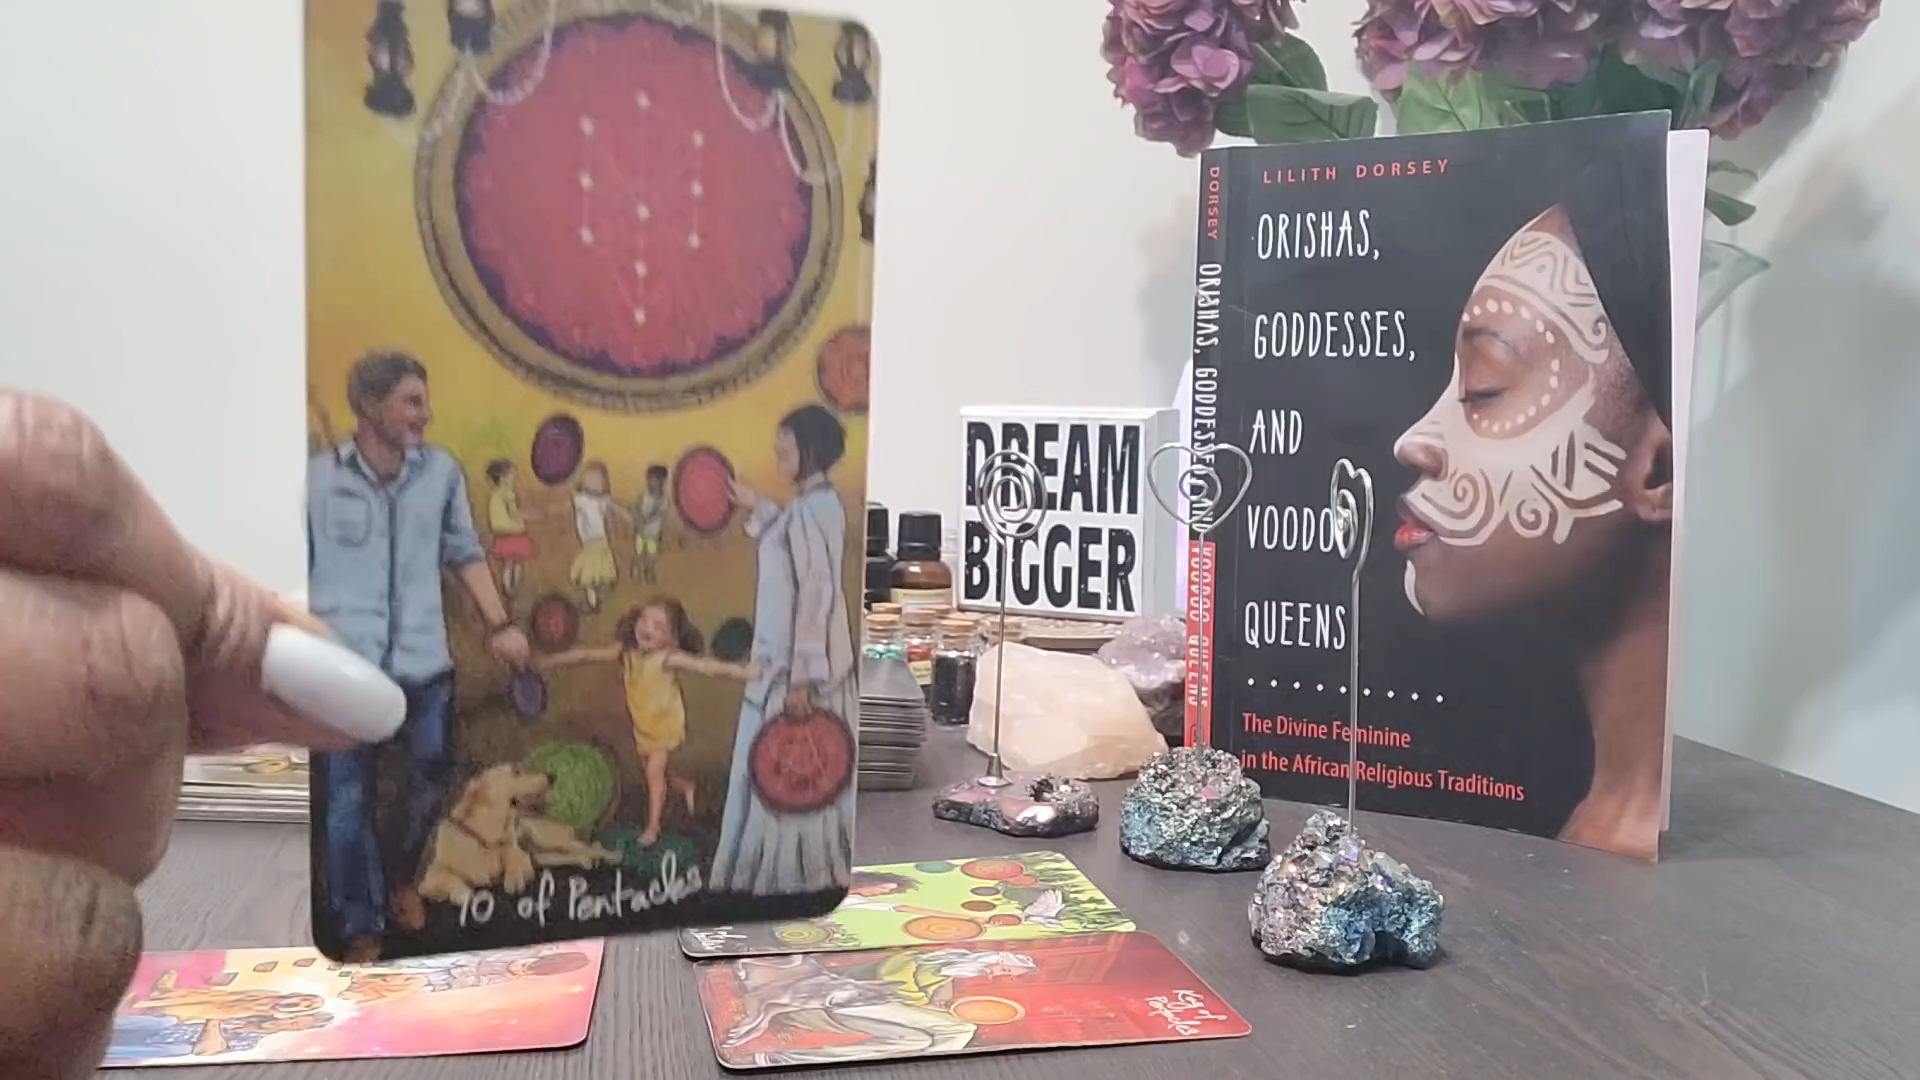 10 of Pentacles
DREAM
BIGGER
DORSEY
ORISHAS, GODDESSES, AND VOODOO QUEENS
LILITH DORSEY
ORISHAS,
GODDESSES,
AND
VOODOO
QUEENS
The Divine Feminine
in the African Religious Traditions
King of
Pentacles